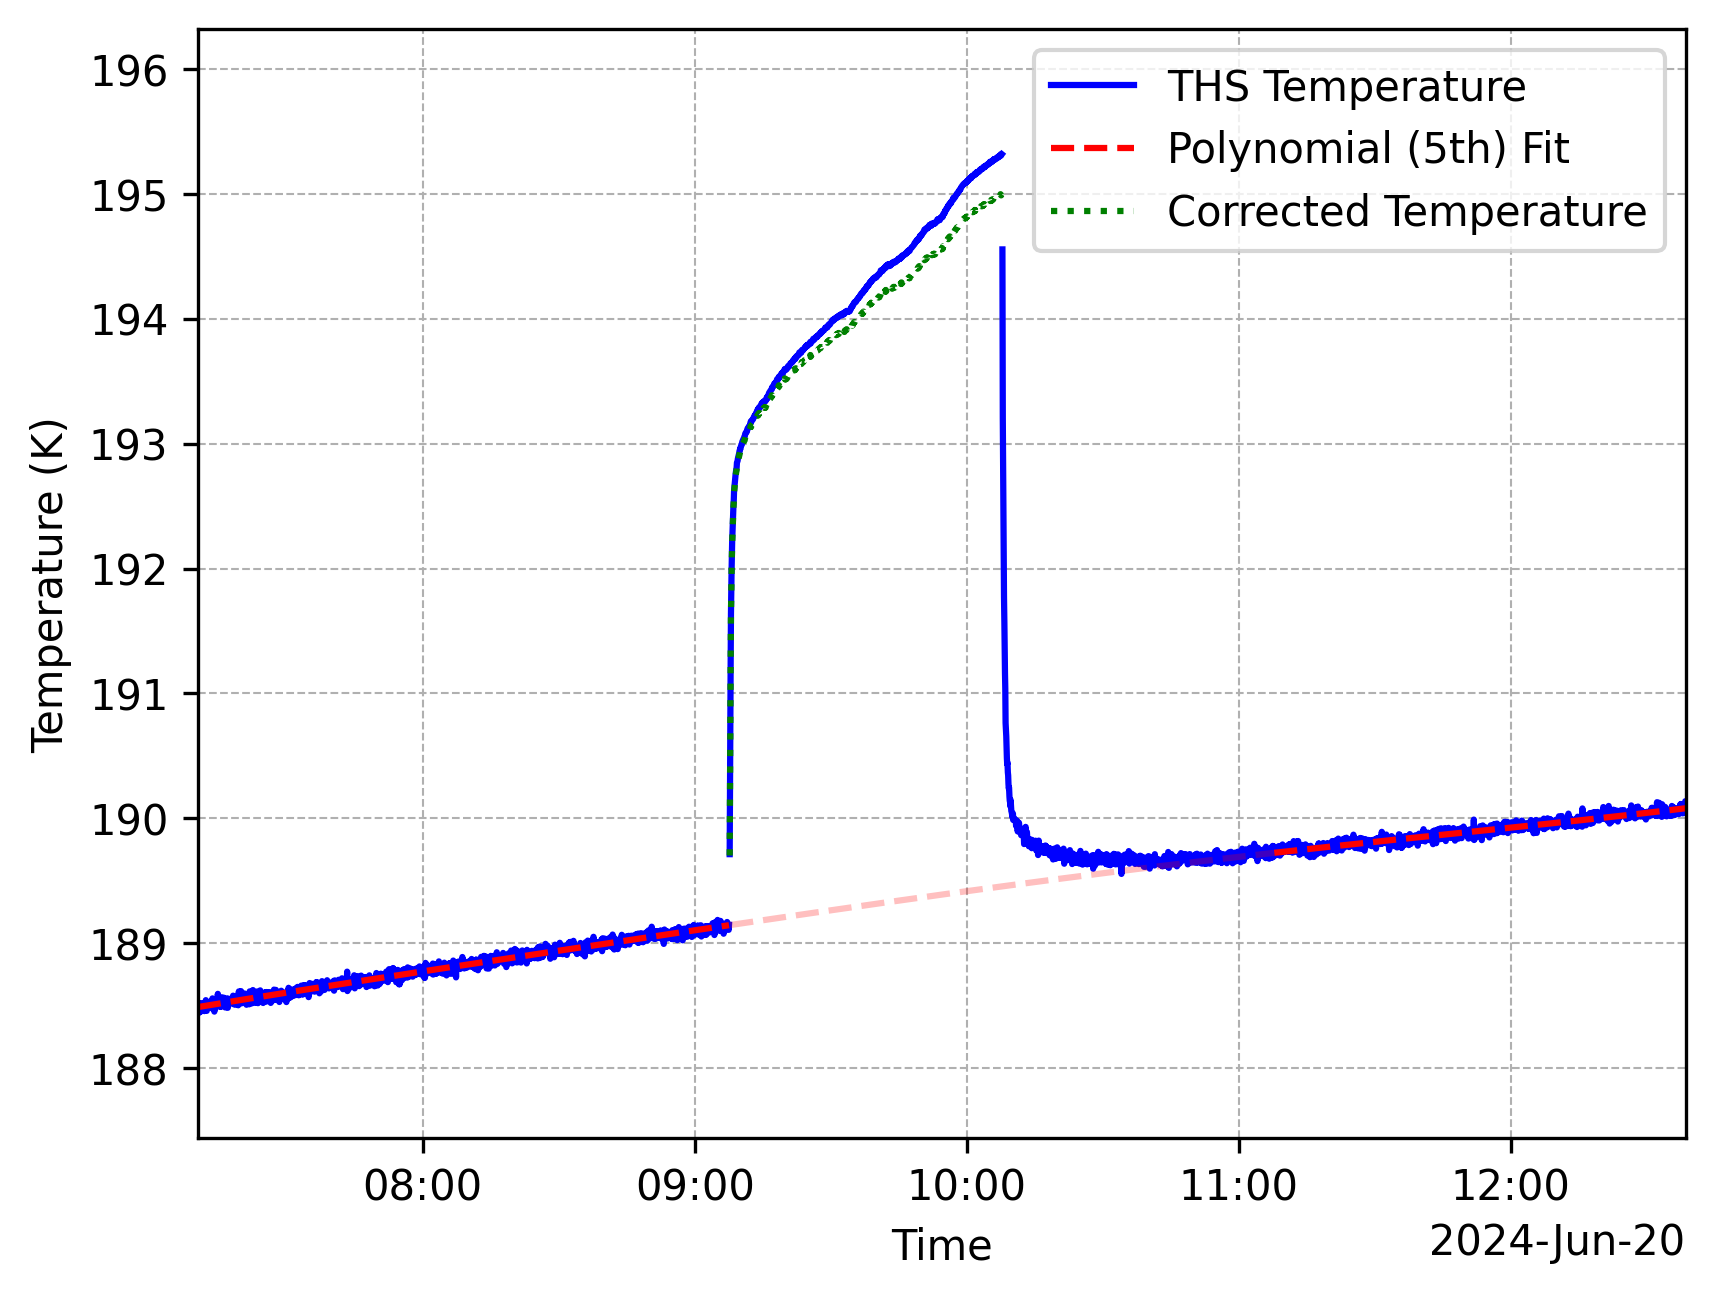 196
195
194
193
192
191
190
189
188
Temperature (K)
THS Temperature
Polynomial (5th) Fit
Corrected Temperature
08:00 09:00 10:00 11:00 12:00
Time
2024-Jun-20